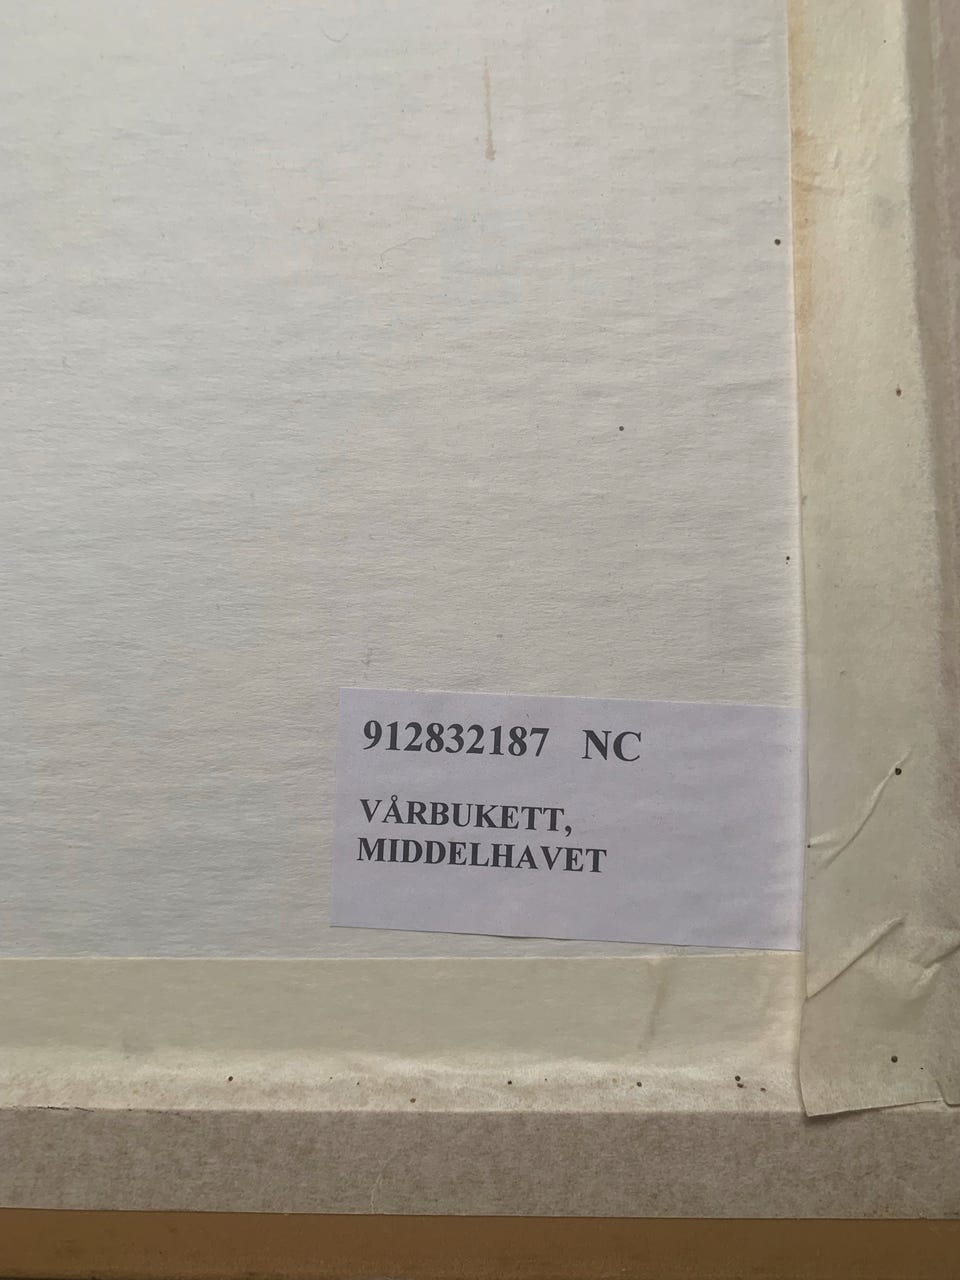 912832187 NC
VÅRBUKETT,
MIDDELHAVET